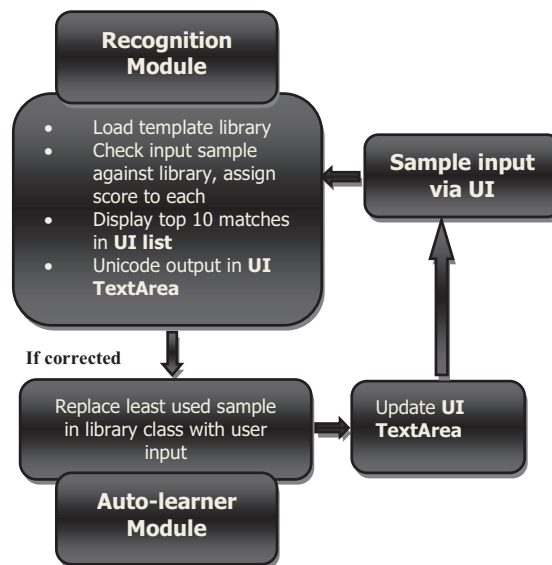 Recognition
Module
• Load template library
• Check input sample
against library, assign
score to each
• Display top 10 matches
in UI list
• Unicode output in UI
TextArea
Sample input
via UI
If corrected
Replace least used sample
in library class with user
input
Update UI
TextArea
Auto-learner
Module